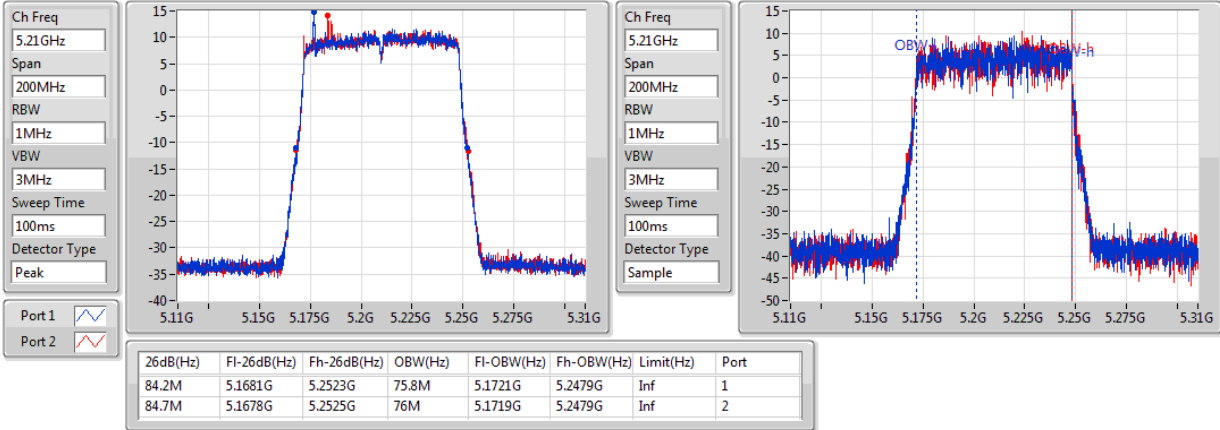 Ch Freq
5.21GHz
Span
200MHz
RBW
1MHz
VBW
3MHz
Sweep Time
100ms
Detector Type
Peak
Port 1
Port 2
15
10
5
0
-5
-10
-15
-20
-25
-30
-35
-40
5.11G 5.15G 5.175G 5.2G 5.225G 5.25G 5.275G 5.31G
Ch Freq
5.21GHz
Span
200MHz
RBW
1MHz
VBW
3MHz
Sweep Time
100ms
Detector Type
Sample
15
10
5
0
-5
-10
-15
-20
-25
-30
-35
-40
-45
-50
5.11G 5.15G 5.175G 5.2G 5.225G 5.25G 5.275G 5.31G
26dB(Hz) Fl-26dB(Hz) Fh-26dB(Hz) OBW(Hz) Fl-OBW(Hz) Fh-OBW(Hz) Limit(Hz) Port
84.2M 5.1681G 5.2523G 75.8M 5.1721G 5.2479G Inf 1
84.7M 5.1678G 5.2525G 76M 5.1719G 5.2479G Inf 2